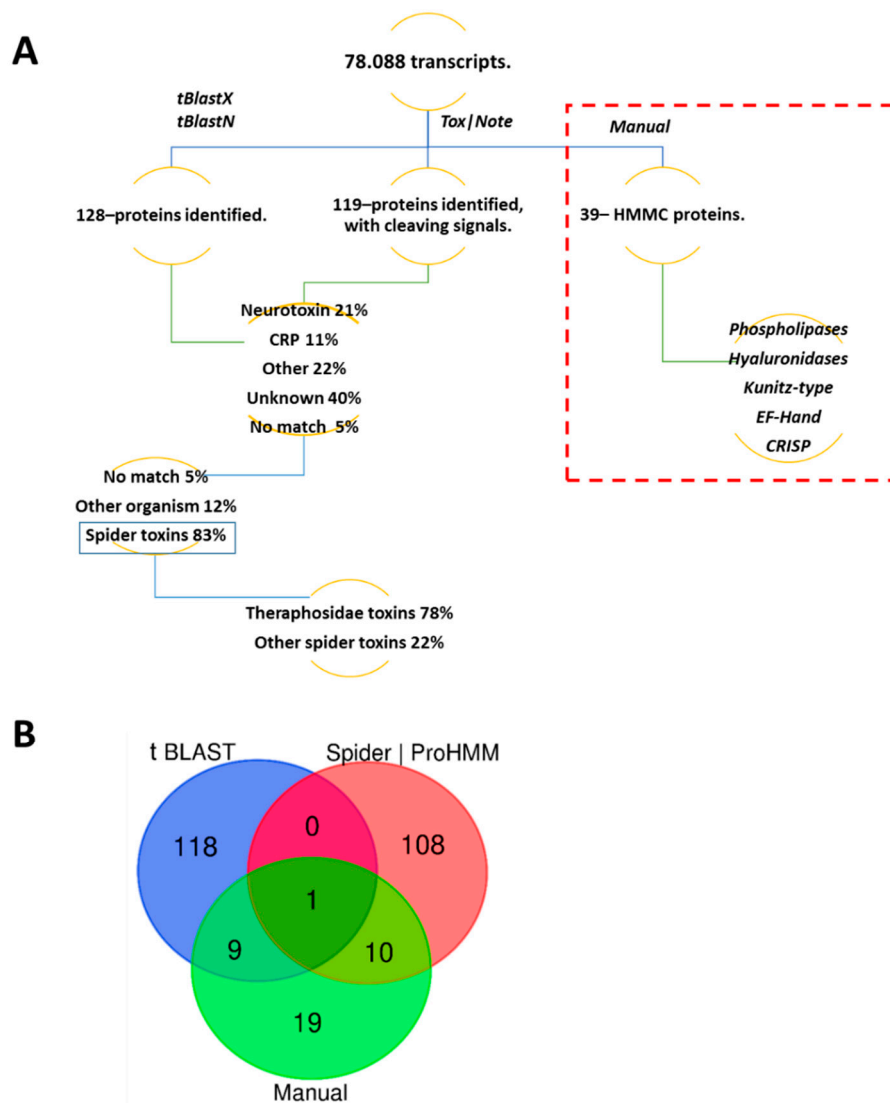 A
78.088 transcripts.
tBlastX
tBlastN
Tox|Note
Manual
128–proteins identified.
119–proteins identified,
with cleaving signals.
39– HMMC proteins.
Neurotoxin 21%
CRP 11%
Other 22%
Unknown 40%
No match 5%
Phospholipases
Hyaluronidases
Kunitz-type
EF-Hand
CRISP
No match 5%
Other organism 12%
Spider toxins 83%
Theraphosidae toxins 78%
Other spider toxins 22%
B
t BLAST
Spider | ProHMM
118
0
108
1
9
10
19
Manual